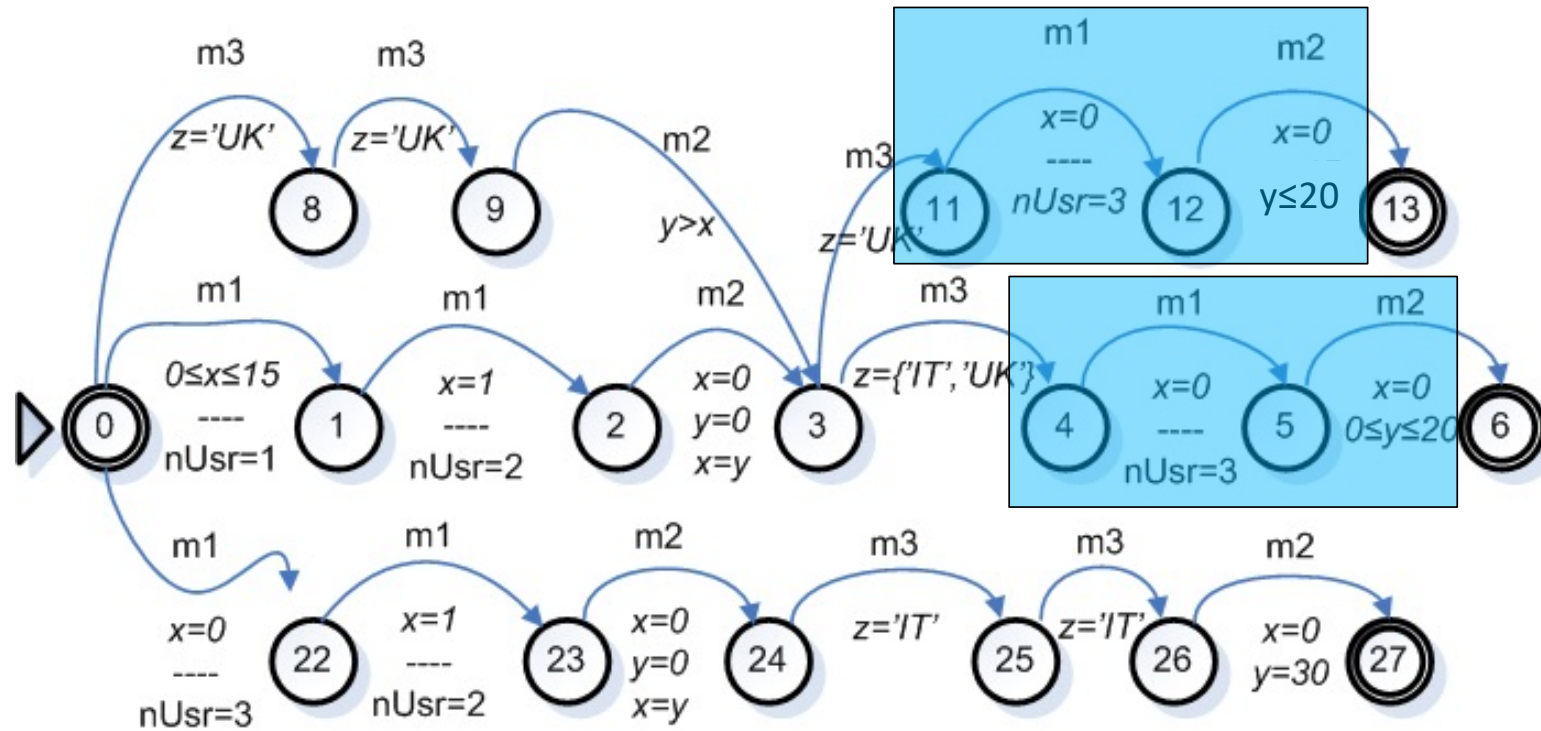 m3
m3
z='UK'
z='UK'
8
9
m2
y>x
m3
z='UK'
11
m1
x=0
----
nUsr=3
12
m2
x=0
y≤20
13
0
m1
0≤x≤15
----
nUsr=1
1
m1
x=1
----
nUsr=2
2
m2
x=0
y=0
x=y
3
m3
z={'IT','UK'}
4
m1
x=0
----
nUsr=3
5
m2
x=0
0≤y≤20
6
m1
x=0
----
nUsr=3
22
m1
x=1
----
nUsr=2
23
m2
x=0
y=0
x=y
24
m3
z='IT'
25
m3
z='IT'
26
m2
x=0
y=30
27